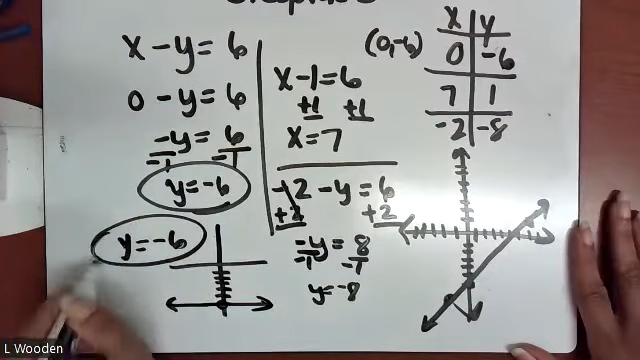 x - y = 6
0 - y = 6
-y = 6
-1 -1
y = -6
y = -6
x - 1 = 6
+1 +1
x = 7
-2 - y = 6
+2 +2
-y = 8
-1 -1
y = -8
(0, -6)
x y
0 -6
7 1
-2 -8
L Wooden